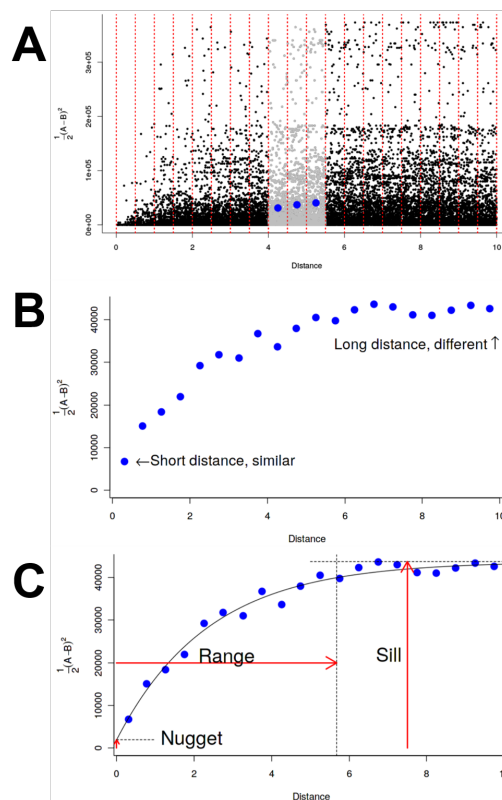 A
½(A−B)²
0e+00 1e+05 2e+05 3e+05
0 2 4 6 8 10
Distance
B
½(A−B)²
0 10000 20000 30000 40000
Long distance, different ↑
←Short distance, similar
0 2 4 6 8 10
Distance
C
½(A−B)²
0 10000 20000 30000 40000
Range
Sill
Nugget
0 2 4 6 8 10
Distance